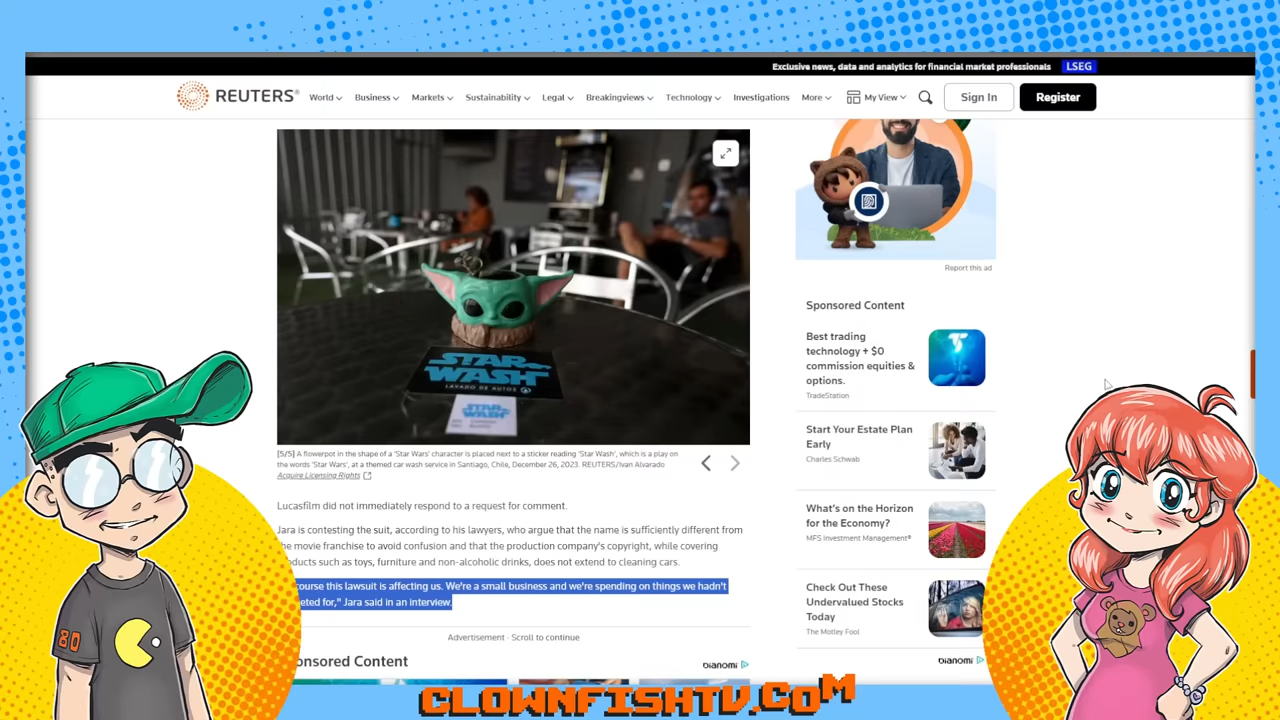 Exclusive news, data and analytics for financial market professionals LSEG
REUTERS®
World Business Markets Sustainability Legal Breakingviews Technology Investigations More My View Sign In Register
STAR
WASH
LAVADO DE AUTOS
STAR
WASH
[5/5] A flowerpot in the shape of a 'Star Wars' character is placed next to a sticker reading 'Star Wash', which is a play on
the words 'Star Wars', at a themed car wash service in Santiago, Chile, December 26, 2023. REUTERS/Ivan Alvarado
Acquire Licensing Rights
Lucasfilm did not immediately respond to a request for comment.
Jara is contesting the suit, according to his lawyers, who argue that the name is sufficiently different from
the movie franchise to avoid confusion and that the production company's copyright, while covering
products such as toys, furniture and non-alcoholic drinks, does not extend to cleaning cars.
course this lawsuit is affecting us. We're a small business and we're spending on things we hadn't
eted for," Jara said in an interview.
Advertisement · Scroll to continue
onsored Content
Dianomi
Report this ad
Sponsored Content
Best trading
technology + $0
commission equities &
options.
TradeStation
Start Your Estate Plan
Early
Charles Schwab
What's on the Horizon
for the Economy?
MFS Investment Management®
Check Out These
Undervalued Stocks
Today
The Motley Fool
Dianomi
80
CLOWNFISHTV.COM